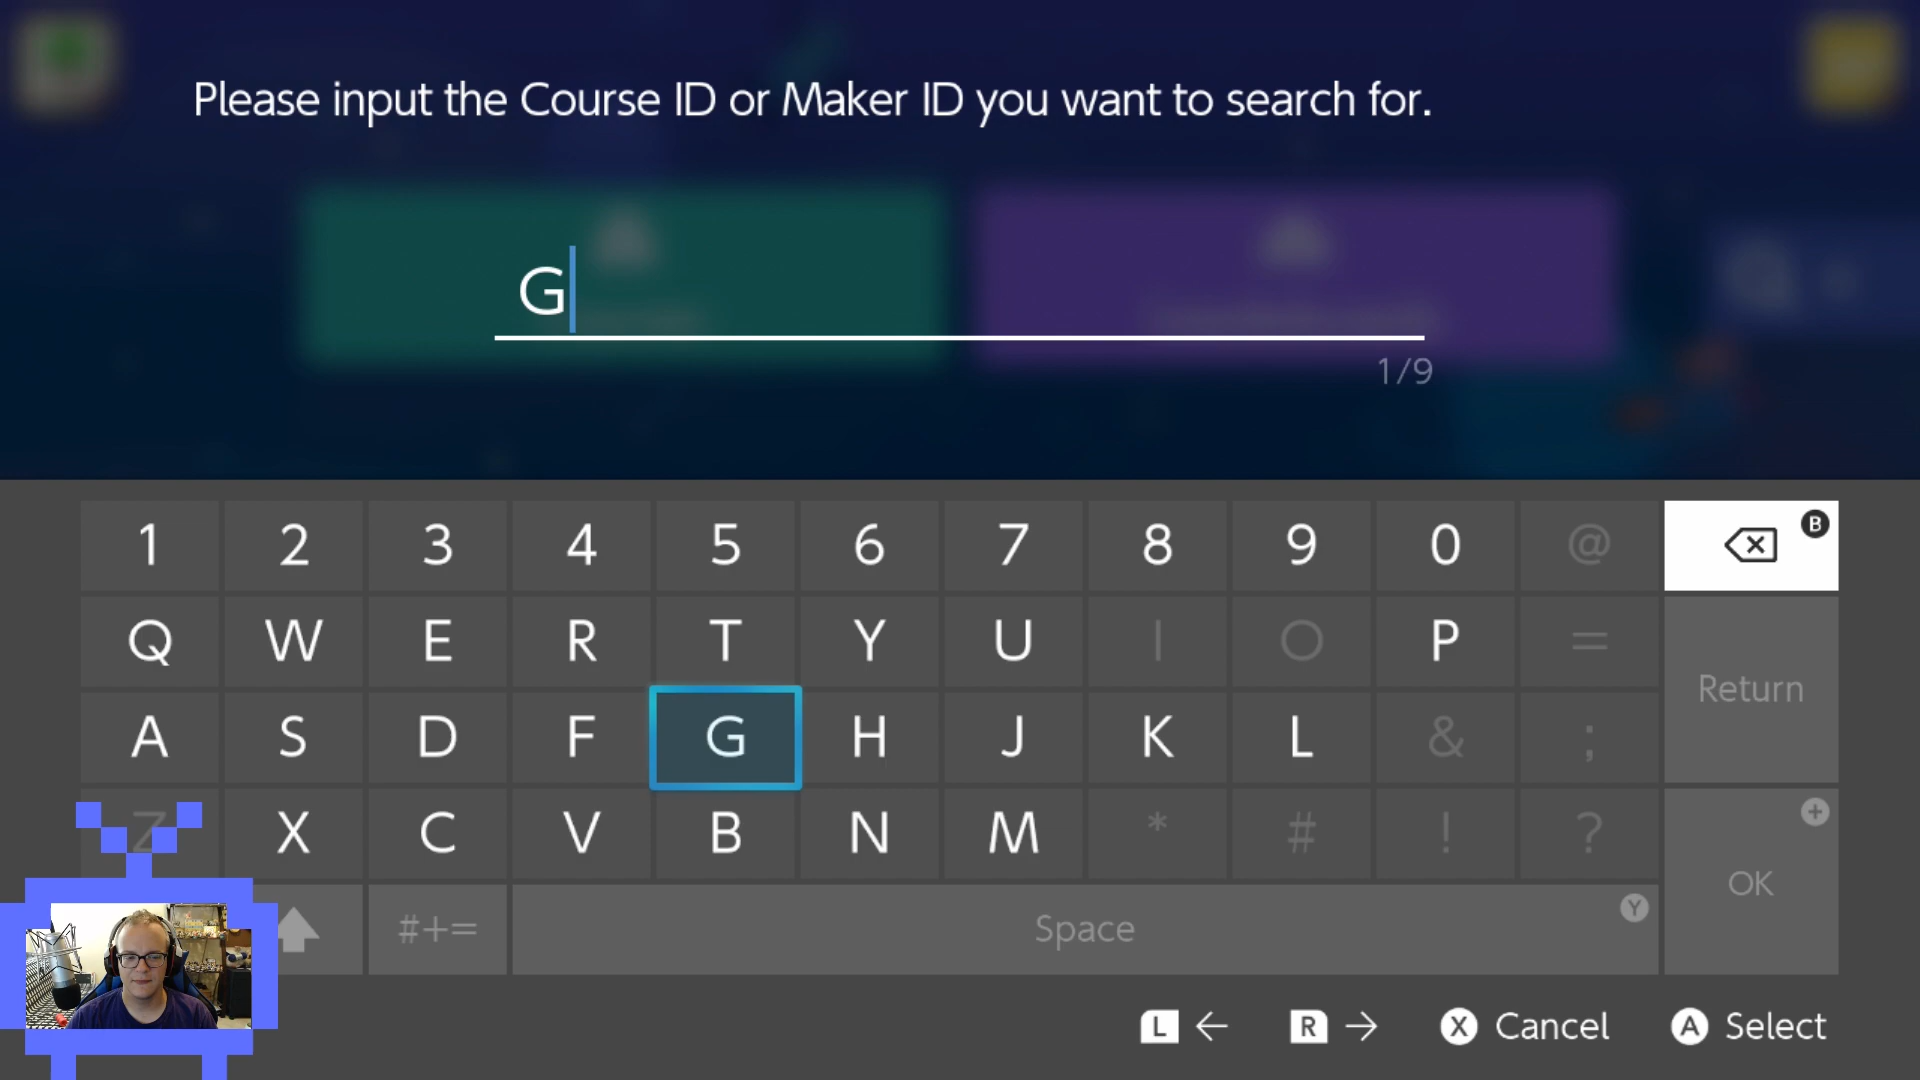 Please input the Course ID or Maker ID you want to search for.
G
1/9
1 2 3 4 5 6 7 8 9 0 @ B
Q W E R T Y U I O P = Return
A S D F G H J K L & ;
Z X C V B N M * # ! ? + OK
#+= Space Y
L ← R → X Cancel A Select